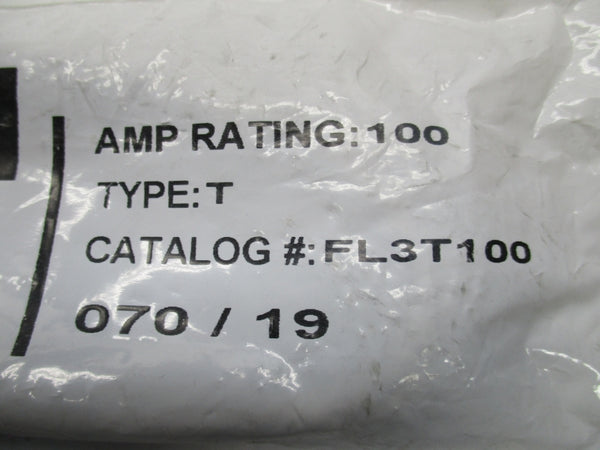 AMP RATING: 100
TYPE: T
CATALOG #: FL3T100
070 / 19